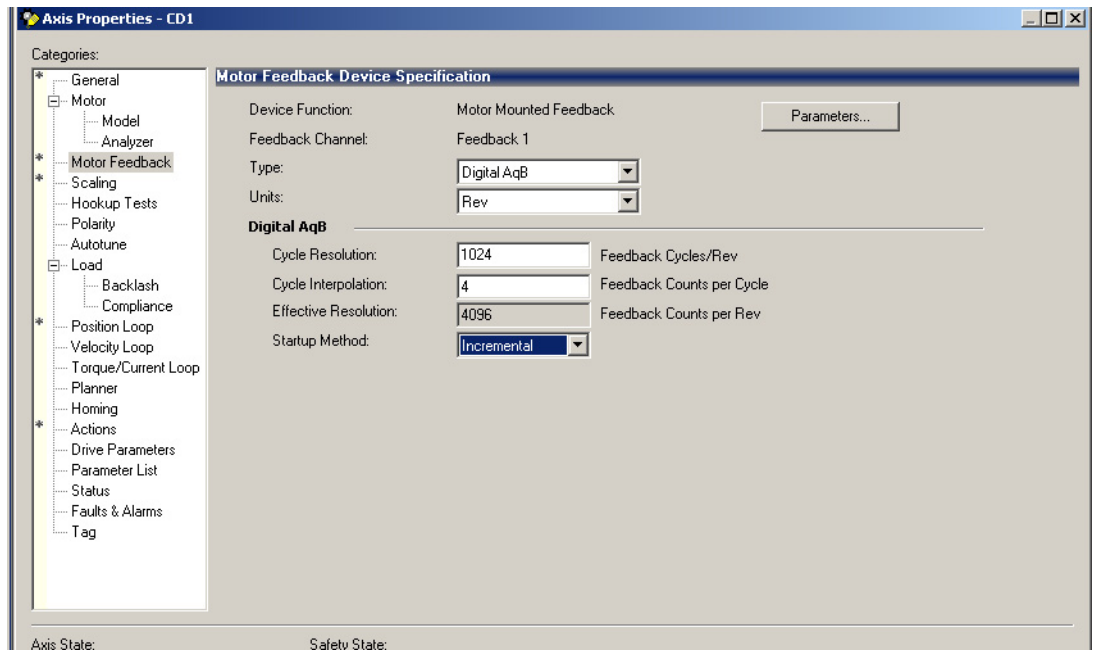 Axis Properties - CD1
Categories:
* General
Motor
Model
Analyzer
* Motor Feedback
* Scaling
Hookup Tests
Polarity
Autotune
Load
Backlash
Compliance
* Position Loop
Velocity Loop
Torque/Current Loop
Planner
Homing
* Actions
Drive Parameters
Parameter List
Status
Faults & Alarms
Tag
Motor Feedback Device Specification
Device Function: Motor Mounted Feedback Parameters...
Feedback Channel: Feedback 1
Type: Digital AqB
Units: Rev
Digital AqB
Cycle Resolution: 1024 Feedback Cycles/Rev
Cycle Interpolation: 4 Feedback Counts per Cycle
Effective Resolution: 4096 Feedback Counts per Rev
Startup Method: Incremental
Axis State: Safety State: